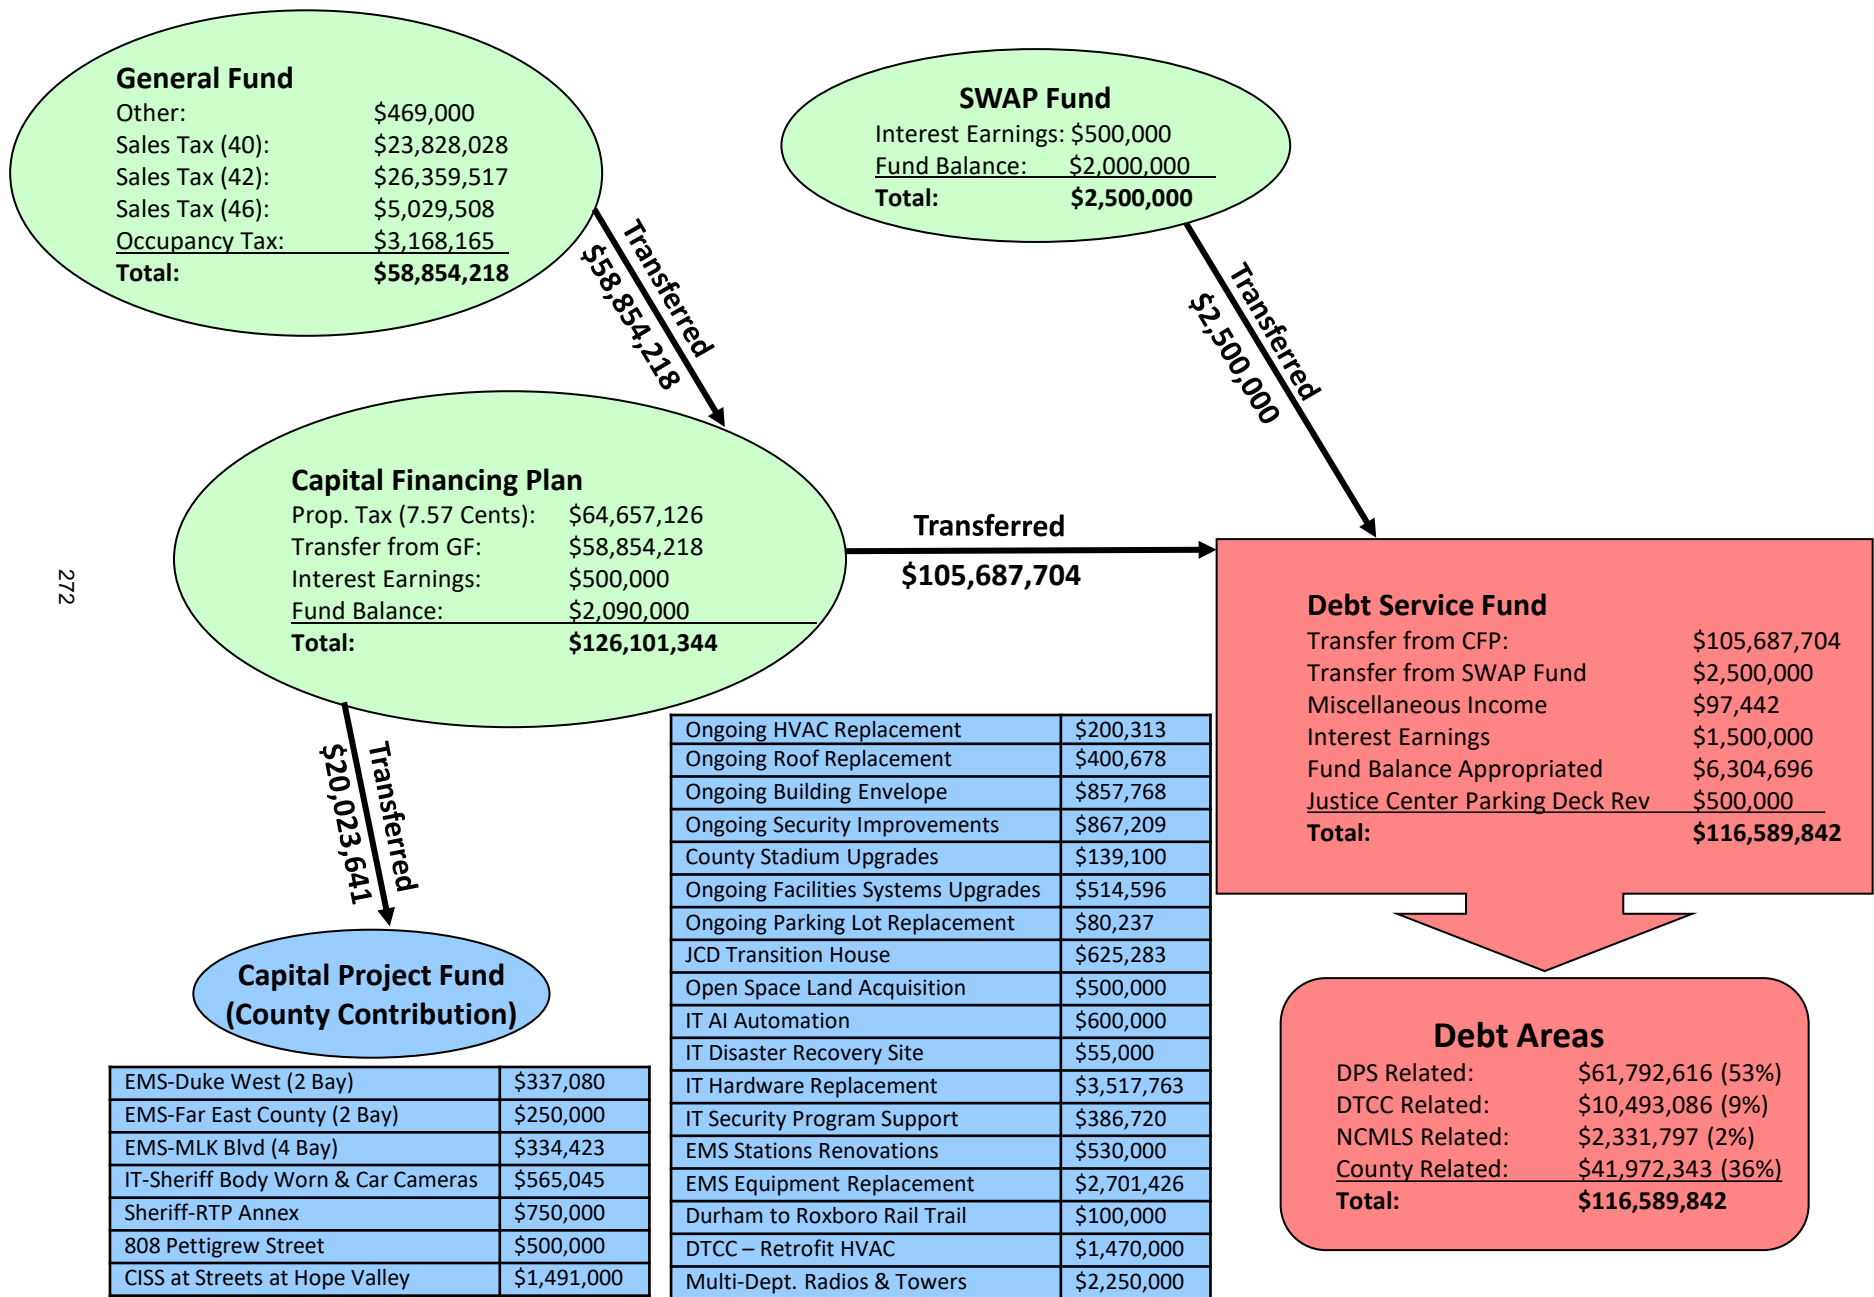 General Fund
Other: $469,000
Sales Tax (40): $23,828,028
Sales Tax (42): $26,359,517
Sales Tax (46): $5,029,508
Occupancy Tax: $3,168,165
Total: $58,854,218
SWAP Fund
Interest Earnings: $500,000
Fund Balance: $2,000,000
Total: $2,500,000
Transferred
$58,854,218
Transferred
$2,500,000
Capital Financing Plan
Prop. Tax (7.57 Cents): $64,657,126
Transfer from GF: $58,854,218
Interest Earnings: $500,000
Fund Balance: $2,090,000
Total: $126,101,344
Transferred
$105,687,704
272
Debt Service Fund
Transfer from CFP: $105,687,704
Transfer from SWAP Fund $2,500,000
Miscellaneous Income $97,442
Interest Earnings $1,500,000
Fund Balance Appropriated $6,304,696
Justice Center Parking Deck Rev $500,000
Total: $116,589,842
Transferred
$20,023,641
Capital Project Fund
(County Contribution)
EMS-Duke West (2 Bay) $337,080
EMS-Far East County (2 Bay) $250,000
EMS-MLK Blvd (4 Bay) $334,423
IT-Sheriff Body Worn & Car Cameras $565,045
Sheriff-RTP Annex $750,000
808 Pettigrew Street $500,000
CISS at Streets at Hope Valley $1,491,000
Ongoing HVAC Replacement $200,313
Ongoing Roof Replacement $400,678
Ongoing Building Envelope $857,768
Ongoing Security Improvements $867,209
County Stadium Upgrades $139,100
Ongoing Facilities Systems Upgrades $514,596
Ongoing Parking Lot Replacement $80,237
JCD Transition House $625,283
Open Space Land Acquisition $500,000
IT AI Automation $600,000
IT Disaster Recovery Site $55,000
IT Hardware Replacement $3,517,763
IT Security Program Support $386,720
EMS Stations Renovations $530,000
EMS Equipment Replacement $2,701,426
Durham to Roxboro Rail Trail $100,000
DTCC – Retrofit HVAC $1,470,000
Multi-Dept. Radios & Towers $2,250,000
Debt Areas
DPS Related: $61,792,616 (53%)
DTCC Related: $10,493,086 (9%)
NCMLS Related: $2,331,797 (2%)
County Related: $41,972,343 (36%)
Total: $116,589,842